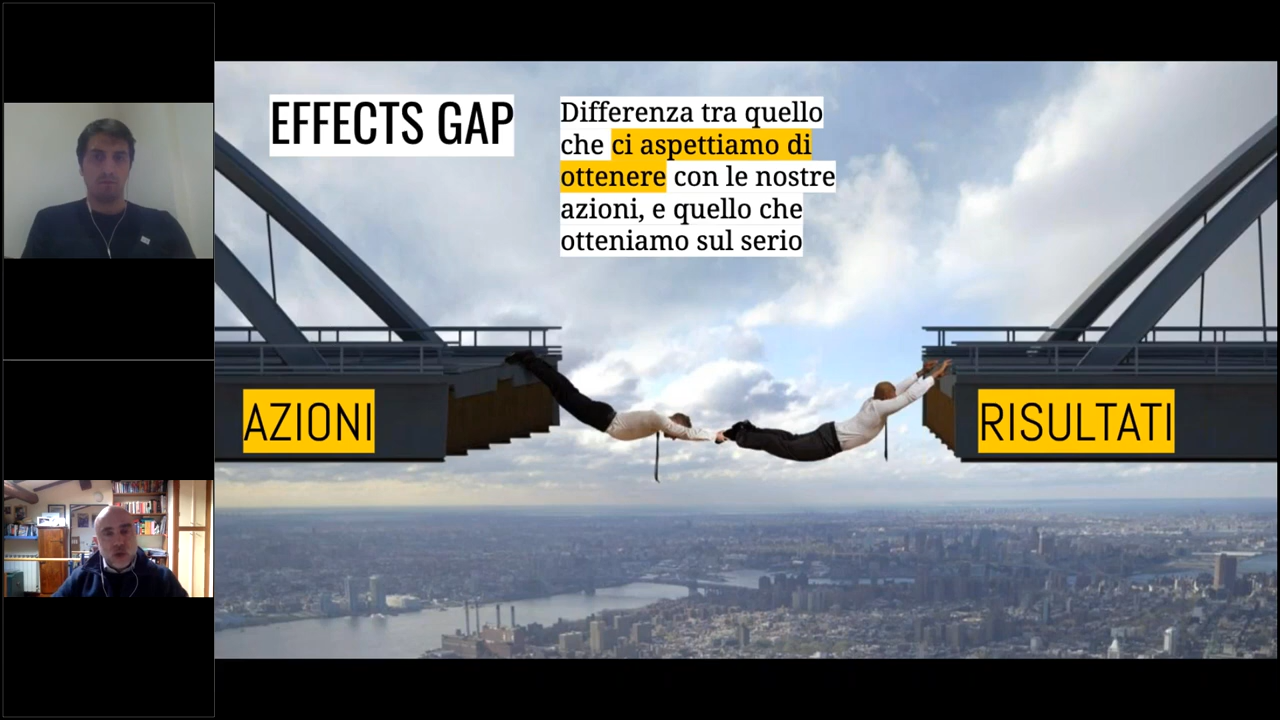 EFFECTS GAP
Differenza tra quello
che ci aspettiamo di
ottenere con le nostre
azioni, e quello che
otteniamo sul serio
AZIONI
RISULTATI